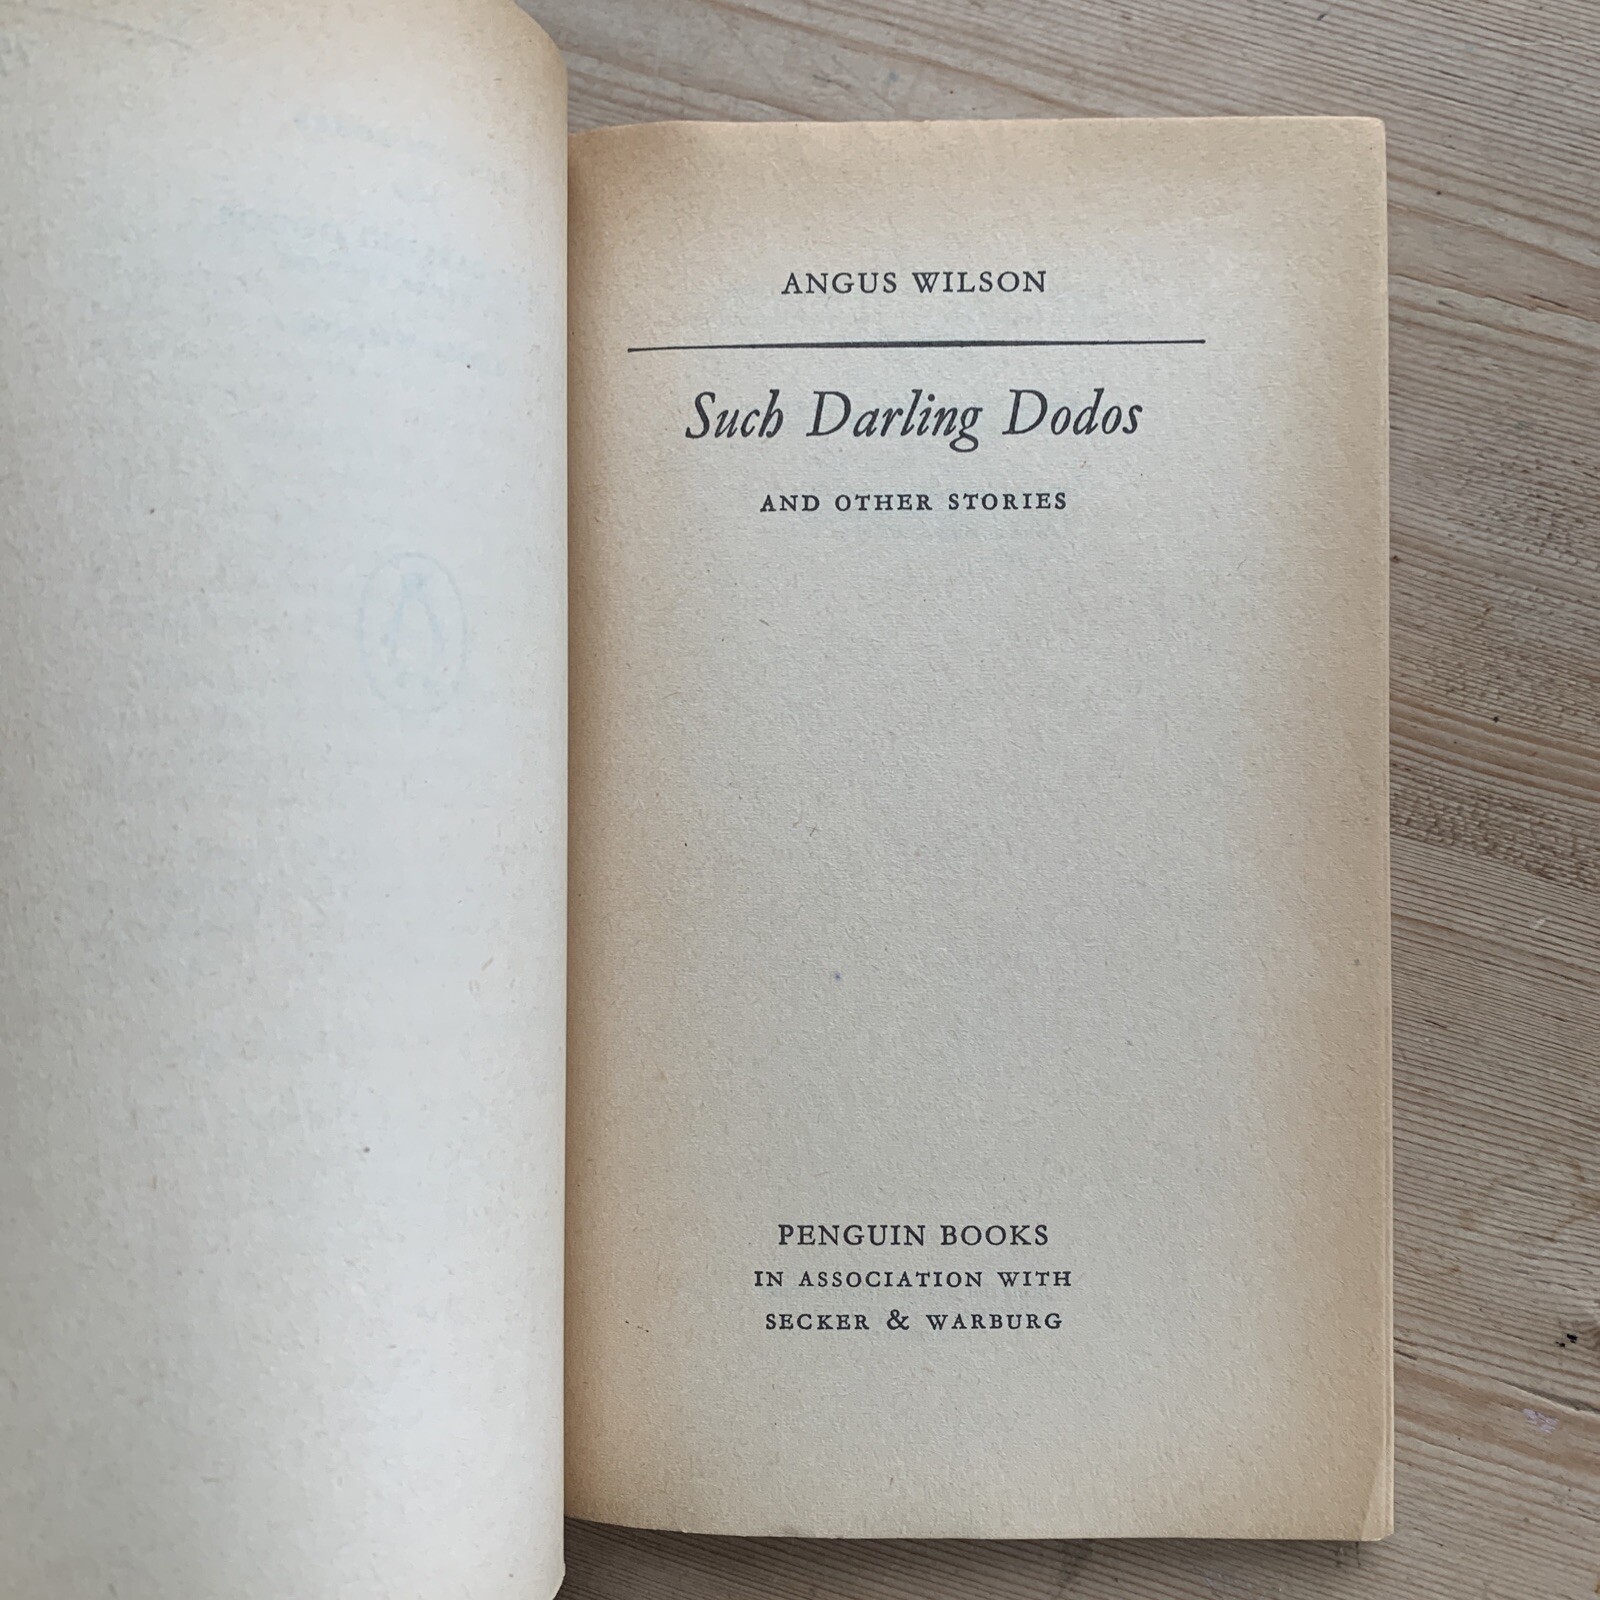 ANGUS WILSON
Such Darling Dodos
AND OTHER STORIES
PENGUIN BOOKS
IN ASSOCIATION WITH
SECKER & WARBURG